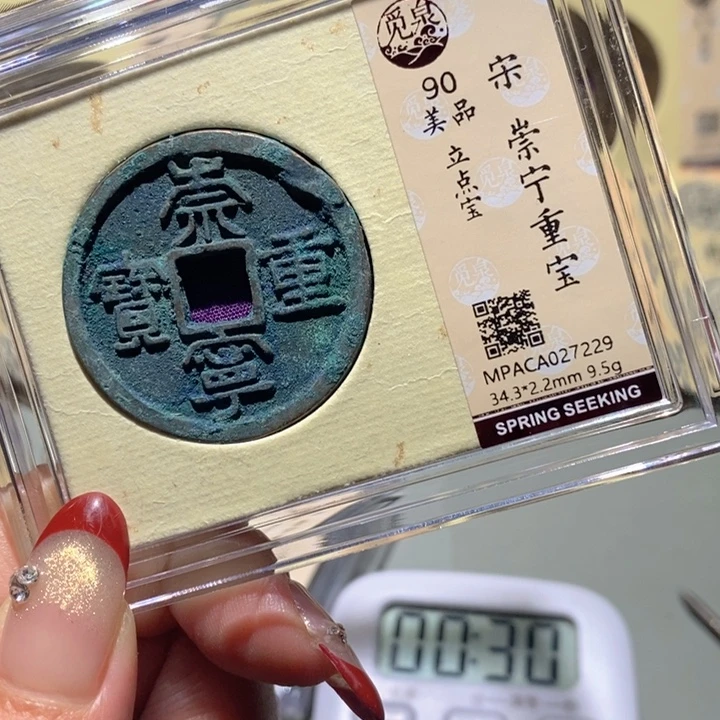 崇寧重寶
觅泉
90
美品
立点宝
宋
崇宁重宝
MPACA027229
34.3*2.2mm 9.5g
SPRING SEEKING
00:30